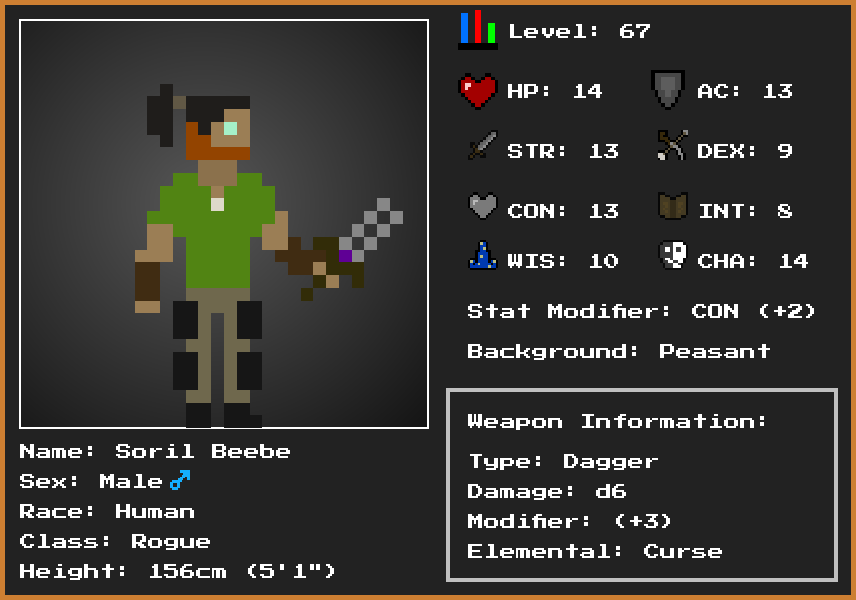 Level: 67
HP: 14 AC: 13
STR: 13 DEX: 9
CON: 13 INT: 8
WIS: 10 CHA: 14
Stat Modifier: CON (+2)
Background: Peasant
Weapon Information:
Type: Dagger
Damage: d6
Modifier: (+3)
Elemental: Curse
Name: Soril Beebe
Sex: Male♂
Race: Human
Class: Rogue
Height: 156cm (5'1")